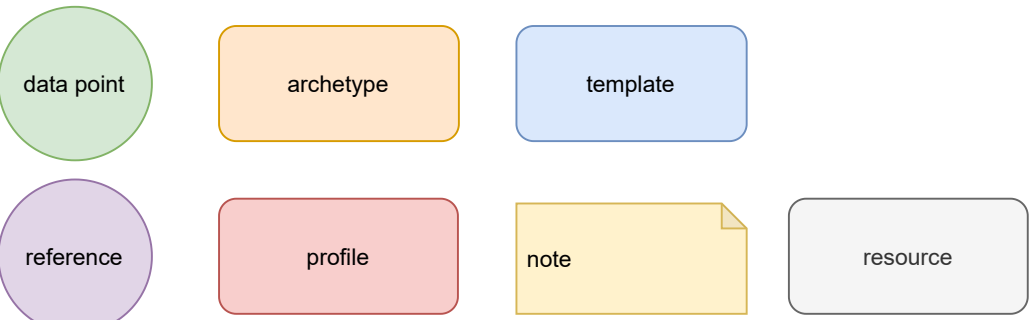 data point
archetype
template
reference
profile
note
resource